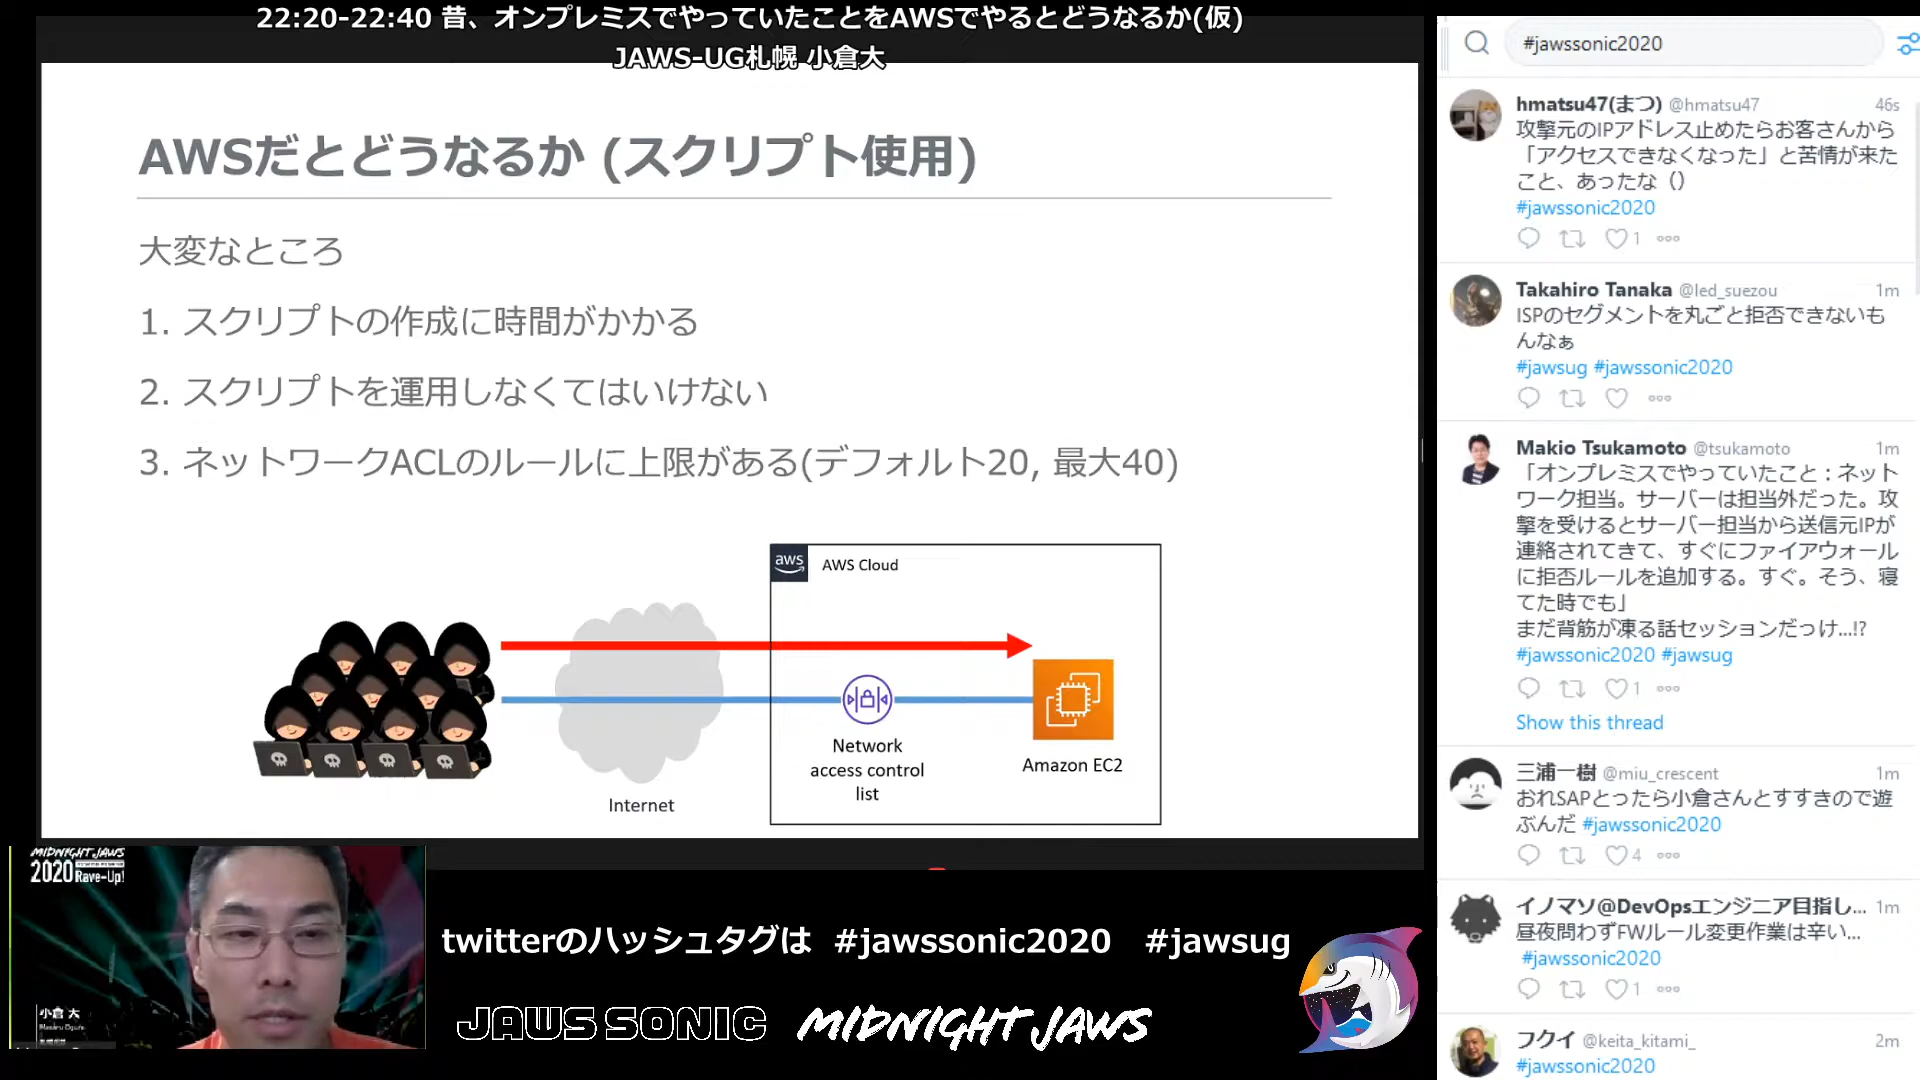 22:20-22:40 昔、オンプレミスでやっていたことをAWSでやるとどうなるか(仮)
JAWS-UG札幌 小倉大
AWSだとどうなるか (スクリプト使用)
大変なところ
1. スクリプトの作成に時間がかかる
2. スクリプトを運用しなくてはいけない
3. ネットワークACLのルールに上限がある(デフォルト20, 最大40)
aws
AWS Cloud
Network
access control
list
Amazon EC2
Internet
MIDNIGHT JAWS
2020 Rave-Up!
小倉 大
twitterのハッシュタグは #jawssonic2020 #jawsug
JAWS SONIC MIDNIGHT JAWS
#jawssonic2020
hmatsu47(まつ) @hmatsu47 46s
攻撃元のIPアドレス止めたらお客さんから
「アクセスできなくなった」と苦情が来た
こと、あったな（）
#jawssonic2020
1
Takahiro Tanaka @led_suezou 1m
ISPのセグメントを丸ごと拒否できないも
んなぁ
#jawsug #jawssonic2020
Makio Tsukamoto @tsukamoto 1m
「オンプレミスでやっていたこと：ネット
ワーク担当。サーバーは担当外だった。攻
撃を受けるとサーバー担当から送信元IPが
連絡されてきて、すぐにファイアウォール
に拒否ルールを追加する。すぐ。そう、寝
てた時でも」
まだ背筋が凍る話セッションだっけ...!?
#jawssonic2020 #jawsug
1
Show this thread
三浦一樹 @miu_crescent 1m
おれSAPとったら小倉さんとすすきので遊
ぶんだ #jawssonic2020
4
イノマソ@DevOpsエンジニア目指し... 1m
昼夜問わずFWルール変更作業は辛い...
#jawssonic2020
1
フクイ @keita_kitami_ 2m
#jawssonic2020